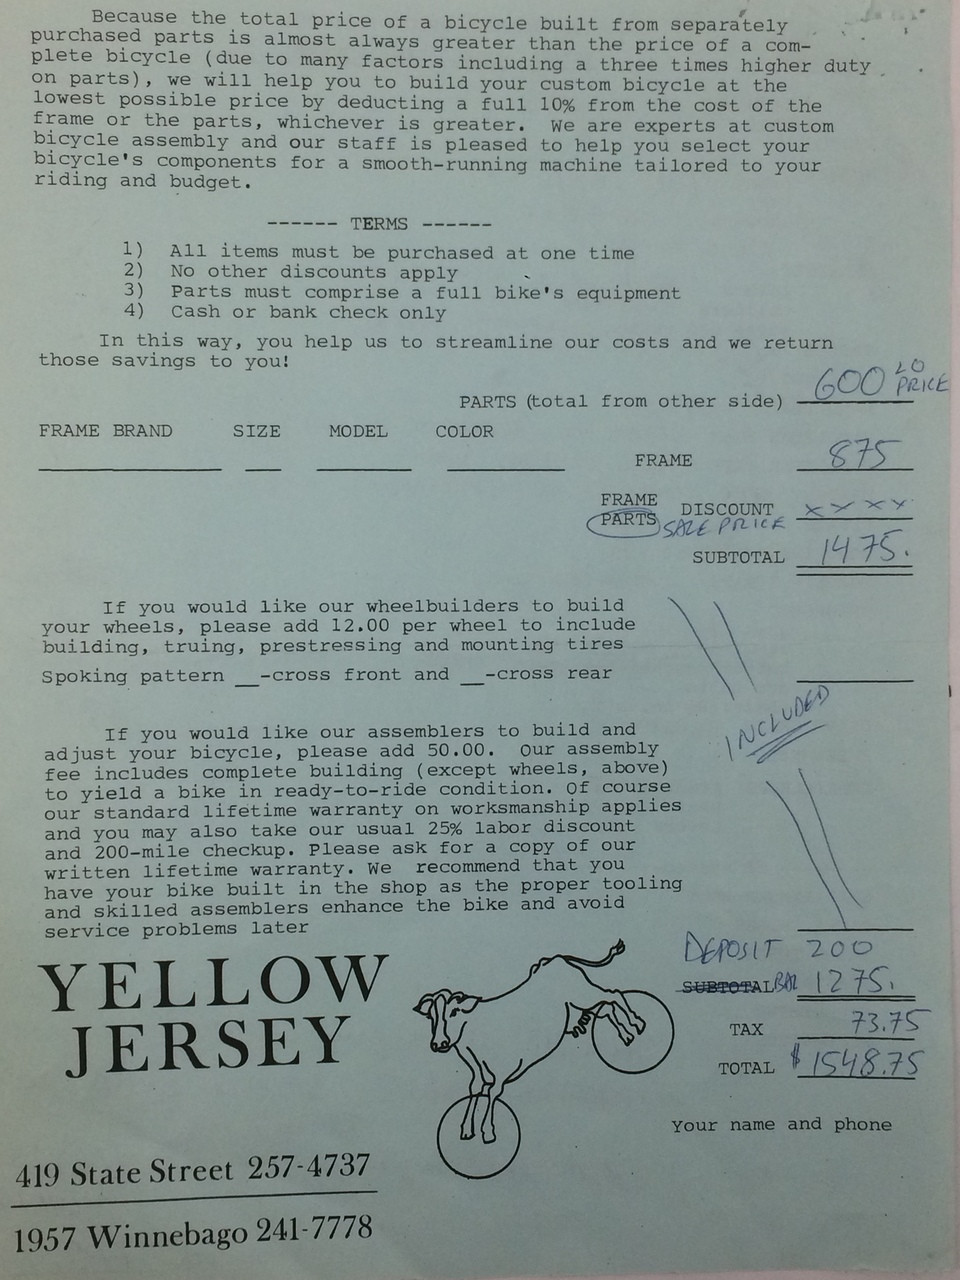 Because the total price of a bicycle built from separately
purchased parts is almost always greater than the price of a com-
plete bicycle (due to many factors including a three times higher duty
on parts), we will help you to build your custom bicycle at the
lowest possible price by deducting a full 10% from the cost of the
frame or the parts, whichever is greater. We are experts at custom
bicycle assembly and our staff is pleased to help you select your
bicycle's components for a smooth-running machine tailored to your
riding and budget.
------ TERMS ------
1) All items must be purchased at one time
2) No other discounts apply
3) Parts must comprise a full bike's equipment
4) Cash or bank check only
In this way, you help us to streamline our costs and we return
those savings to you!
PARTS (total from other side) 600 LO PRICE
FRAME BRAND SIZE MODEL COLOR
FRAME 875
FRAME
PARTS DISCOUNT XXXX
SALE PRICE
SUBTOTAL 1475.
If you would like our wheelbuilders to build
your wheels, please add 12.00 per wheel to include
building, truing, prestressing and mounting tires
Spoking pattern __-cross front and __-cross rear
INCLUDED
If you would like our assemblers to build and
adjust your bicycle, please add 50.00. Our assembly
fee includes complete building (except wheels, above)
to yield a bike in ready-to-ride condition. Of course
our standard lifetime warranty on worksmanship applies
and you may also take our usual 25% labor discount
and 200-mile checkup. Please ask for a copy of our
written lifetime warranty. We recommend that you
have your bike built in the shop as the proper tooling
and skilled assemblers enhance the bike and avoid
service problems later
DEPOSIT 200
SUBTOTAL BAL 1275.
TAX 73.75
TOTAL $1548.75
YELLOW
JERSEY
Your name and phone
419 State Street 257-4737
1957 Winnebago 241-7778